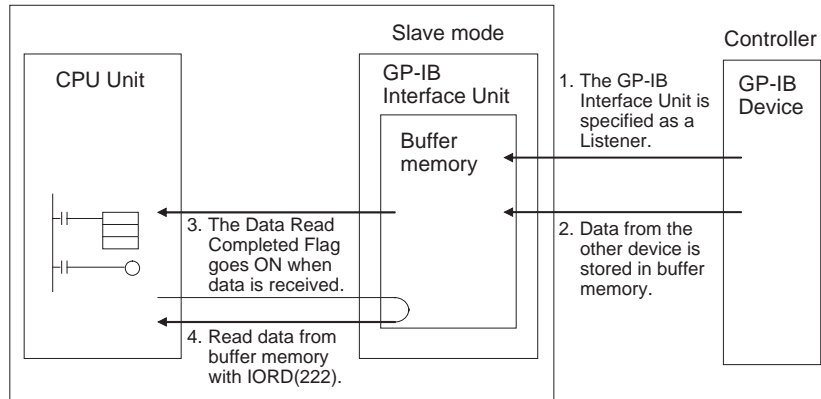 Slave mode
Controller
CPU Unit
GP-IB
Interface Unit
Buffer
memory
1. The GP-IB
Interface Unit is
specified as a
Listener.
GP-IB
Device
3. The Data Read
Completed Flag
goes ON when
data is received.
2. Data from the
other device is
stored in buffer
memory.
4. Read data from
buffer memory
with IORD(222).